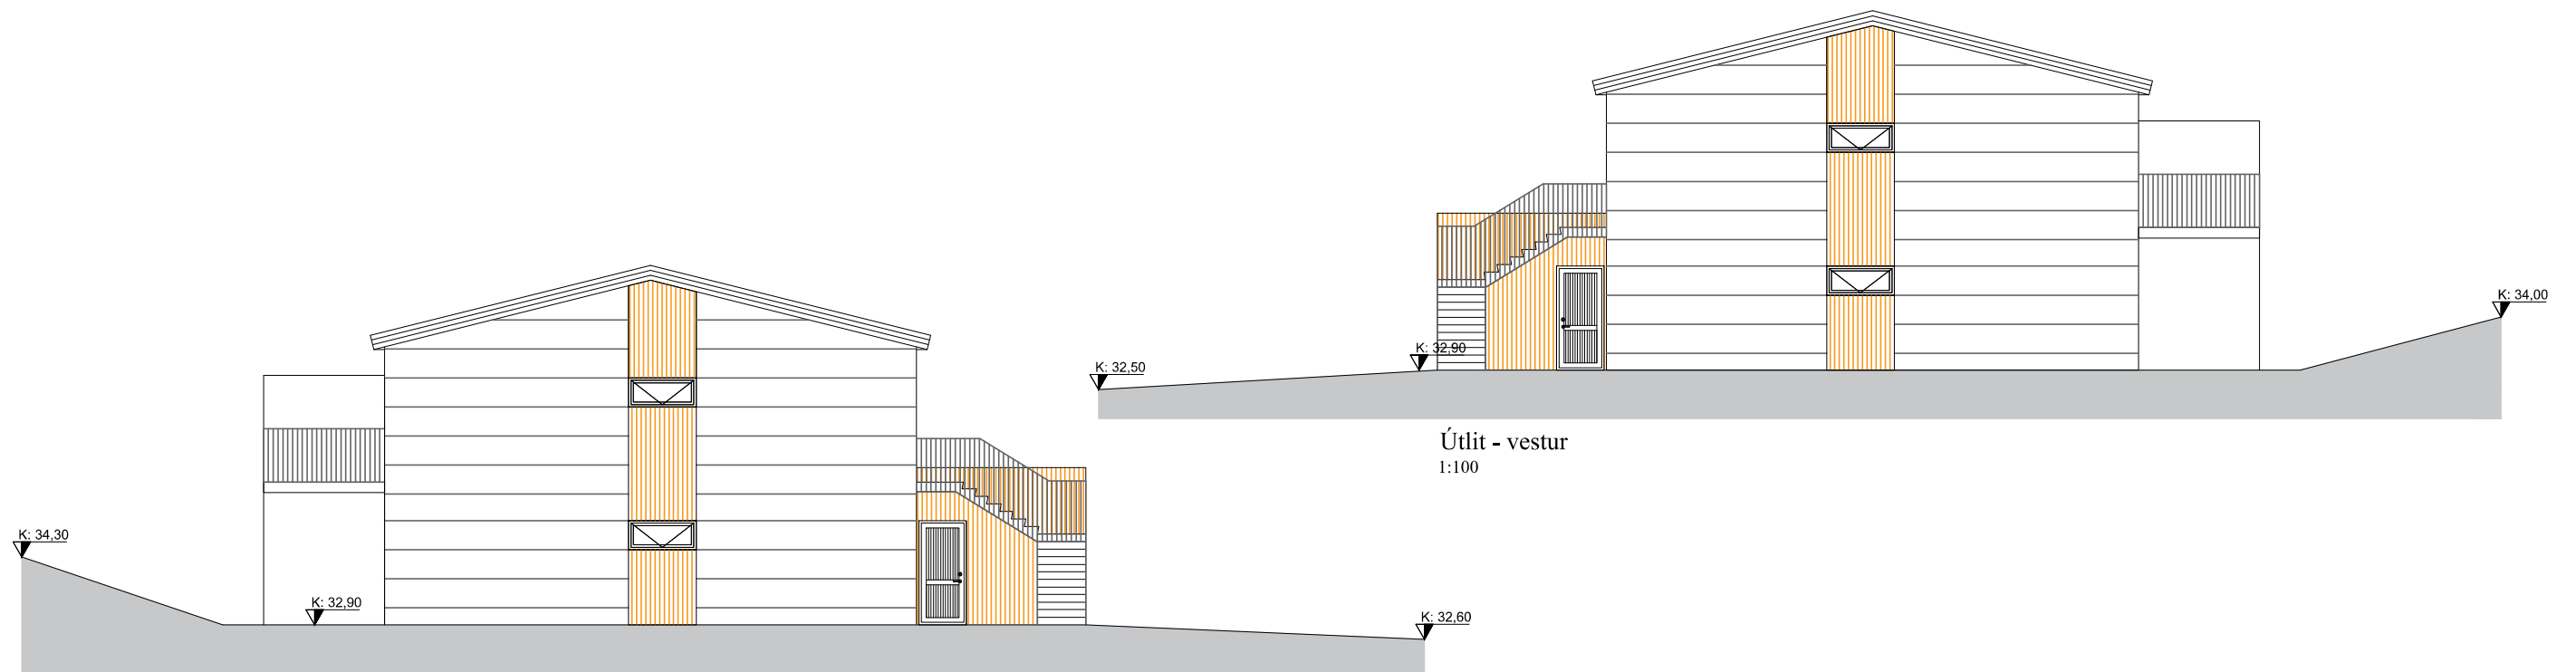 K: 34,00
K: 32,90
K: 32,50
Útlit - vestur
1:100
K: 34,30
K: 32,90
K: 32,60